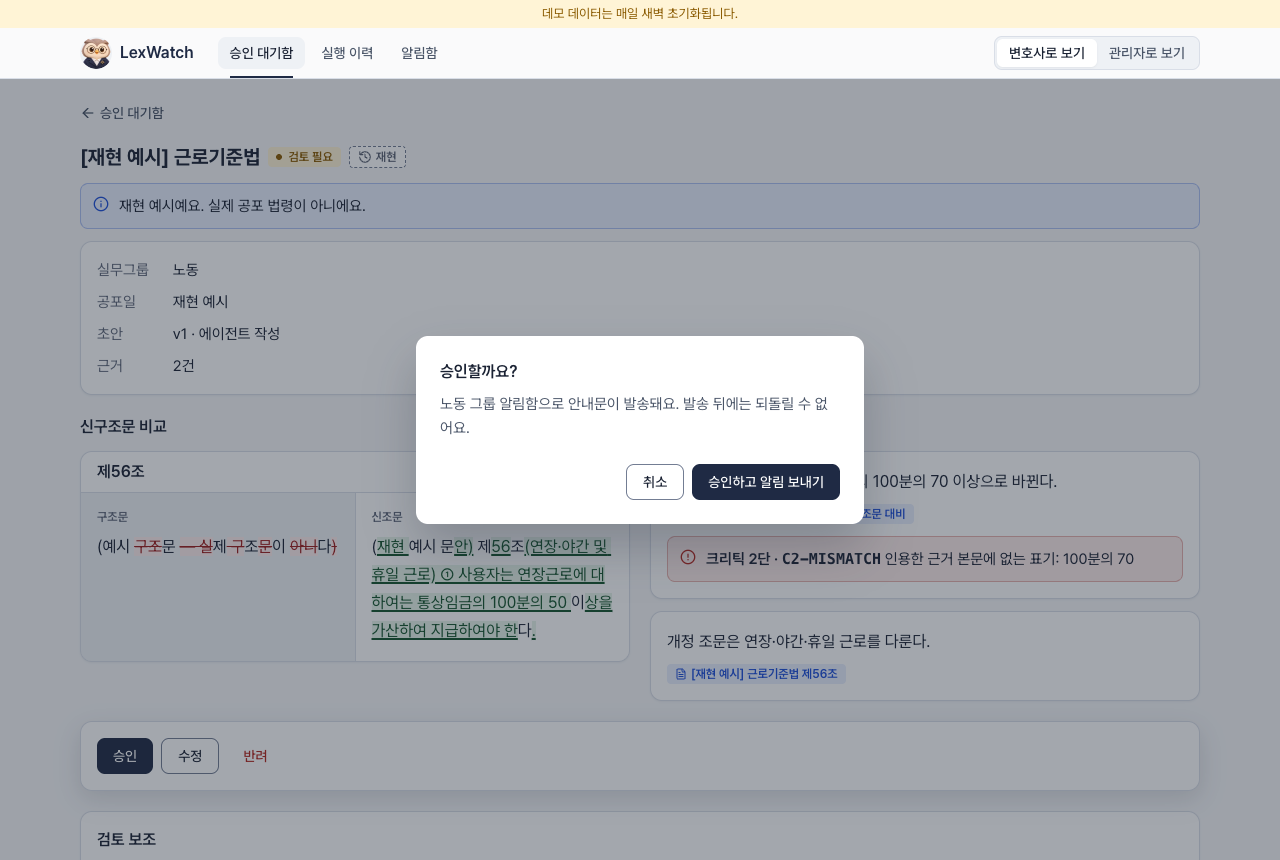 데모 데이터는 매일 새벽 초기화됩니다.
LexWatch
승인 대기함
실행 이력
알림함
변호사로 보기
관리자로 보기
승인 대기함
[재현 예시] 근로기준법
검토 필요
재현
재현 예시예요. 실제 공포 법령이 아니에요.
실무그룹 노동
공포일 재현 예시
초안 v1 · 에이전트 작성
근거 2건
승인할까요?
노동 그룹 알림함으로 안내문이 발송돼요. 발송 뒤에는 되돌릴 수 없
어요.
취소
승인하고 알림 보내기
신구조문 비교
제56조
구조문
(예시 구조문 — 실제 구조문이 아니다)
신조문
(재현 예시 문안) 제56조(연장·야간 및
휴일 근로) ① 사용자는 연장근로에 대
하여는 통상임금의 100분의 50 이상을
가산하여 지급하여야 한다.
100분의 70 이상으로 바뀐다.
조문 대비
크리틱 2단 · C2-MISMATCH 인용한 근거 본문에 없는 표기: 100분의 70
개정 조문은 연장·야간·휴일 근로를 다룬다.
[재현 예시] 근로기준법 제56조
승인
수정
반려
검토 보조